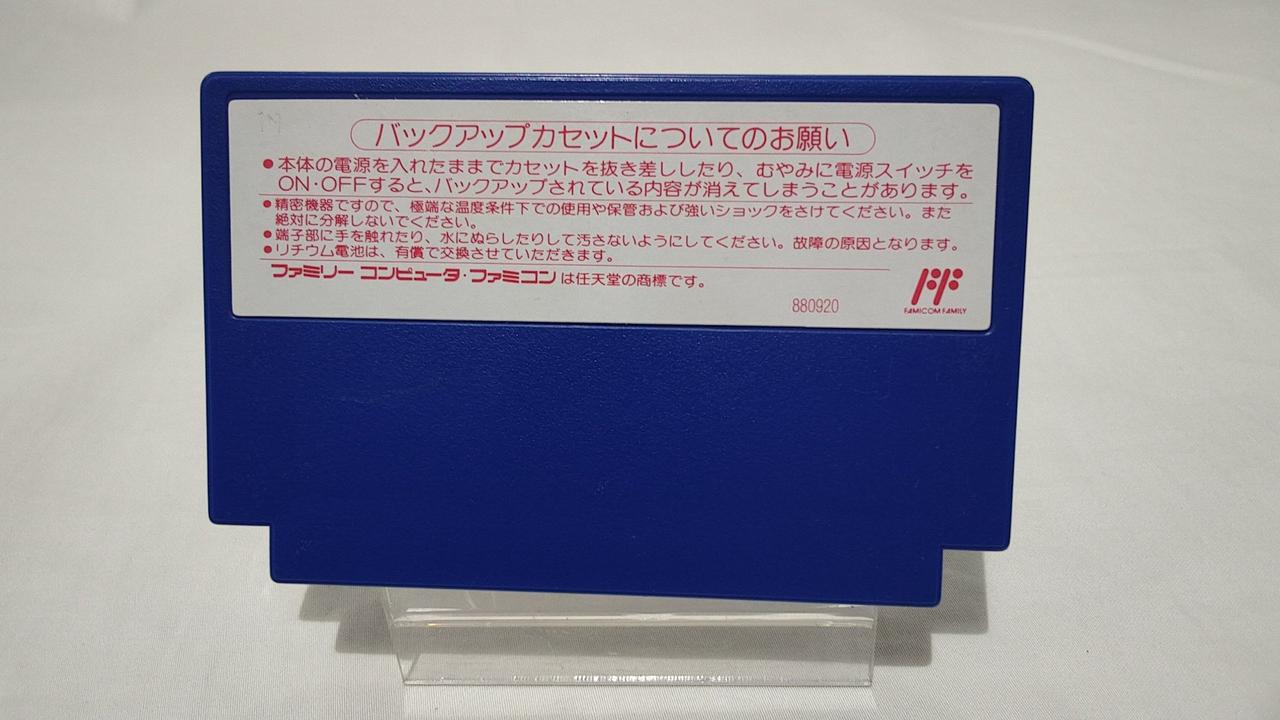 バックアップカセットについてのお願い
●本体の電源を入れたままでカセットを抜き差ししたり、むやみに電源スイッチを
ON・OFFすると、バックアップされている内容が消えてしまうことがあります。
●精密機器ですので、極端な温度条件下での使用や保管および強いショックをさけてください。また
絶対に分解しないでください。
●端子部に手を触れたり、水にぬらしたりして汚さないようにしてください。故障の原因となります。
●リチウム電池は、有償で交換させていただきます。
ファミリー コンピュータ・ファミコンは任天堂の商標です。
880920
FAMICOM FAMILY